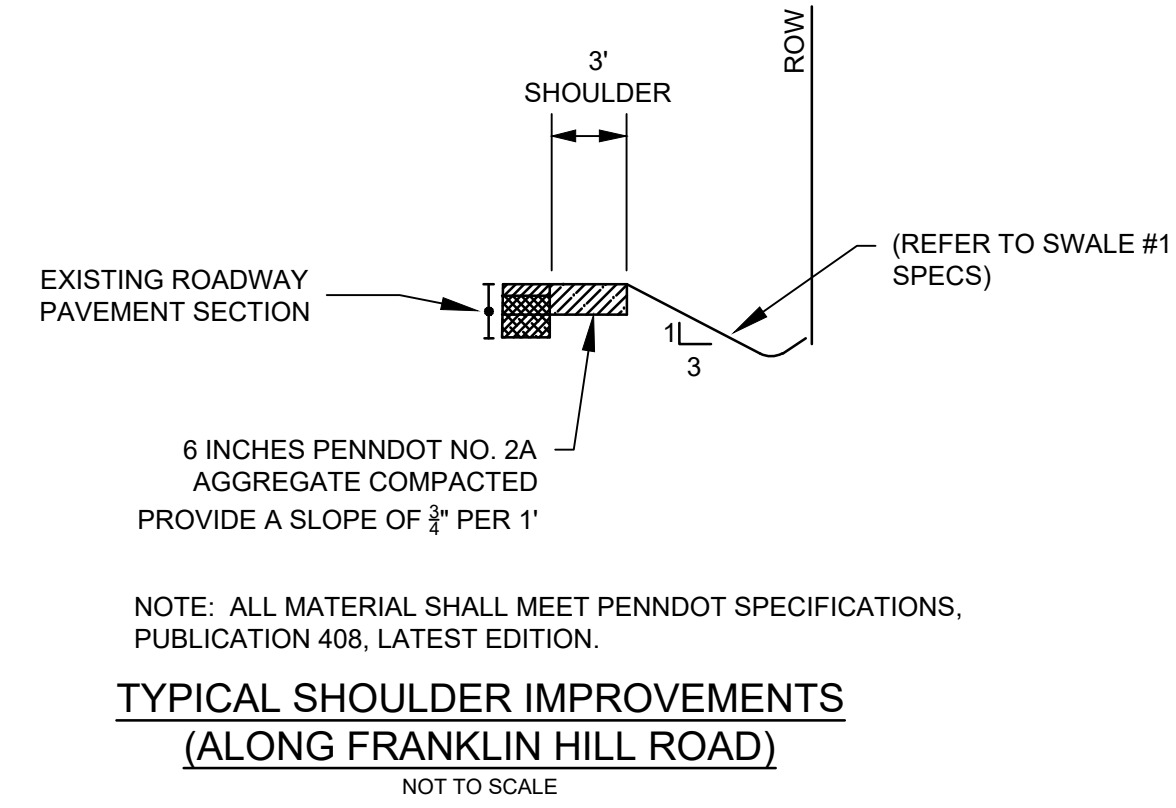 ROW
3'
SHOULDER
(REFER TO SWALE #1
SPECS)
EXISTING ROADWAY
PAVEMENT SECTION
1
3
6 INCHES PENNDOT NO. 2A
AGGREGATE COMPACTED
PROVIDE A SLOPE OF 3/4" PER 1'
NOTE: ALL MATERIAL SHALL MEET PENNDOT SPECIFICATIONS,
PUBLICATION 408, LATEST EDITION.
TYPICAL SHOULDER IMPROVEMENTS
(ALONG FRANKLIN HILL ROAD)
NOT TO SCALE